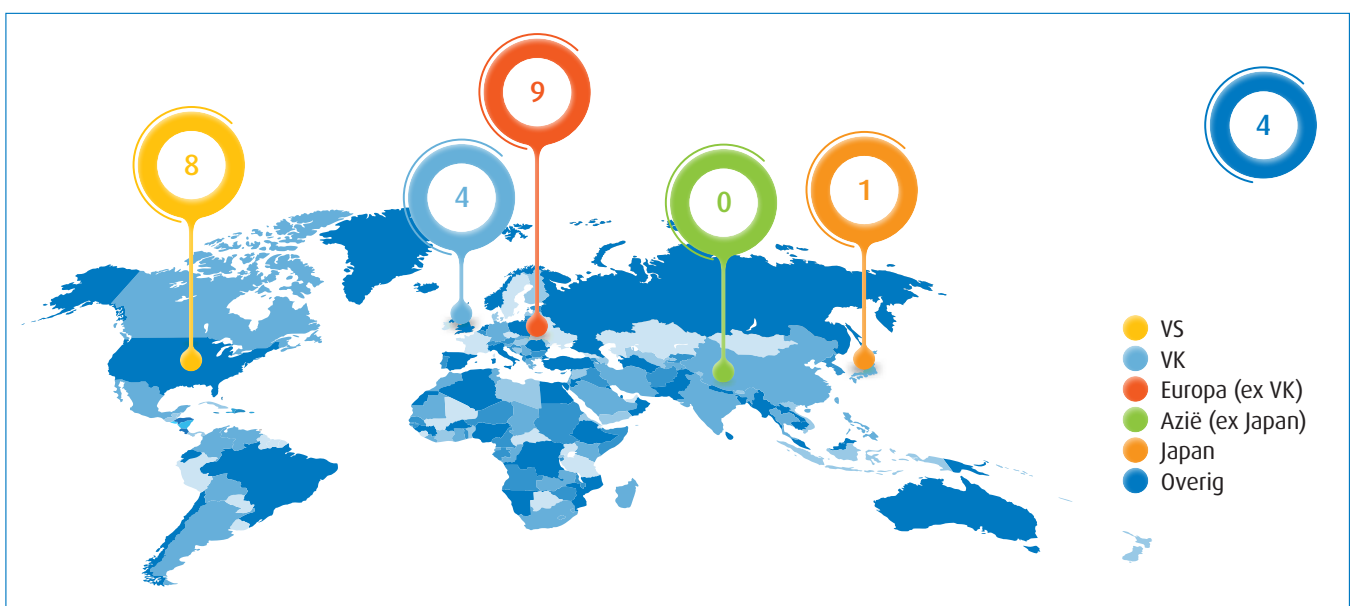 9
4
8
4
0
1
VS
VK
Europa (ex VK)
Azië (ex Japan)
Japan
Overig